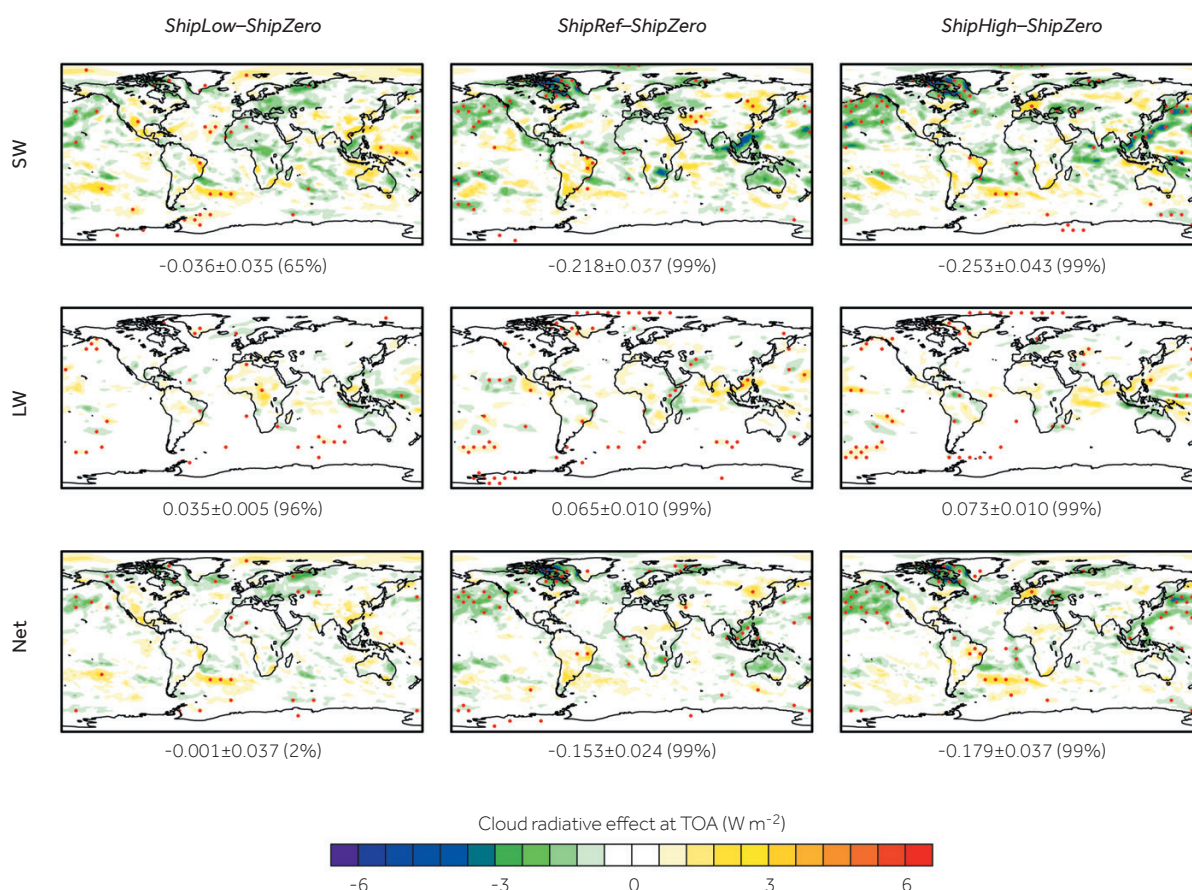 ShipLow–ShipZero ShipRef–ShipZero ShipHigh–ShipZero
SW
-0.036±0.035 (65%) -0.218±0.037 (99%) -0.253±0.043 (99%)
LW
0.035±0.005 (96%) 0.065±0.010 (99%) 0.073±0.010 (99%)
Net
-0.001±0.037 (2%) -0.153±0.024 (99%) -0.179±0.037 (99%)
Cloud radiative effect at TOA (W m⁻²)
-6 -3 0 3 6